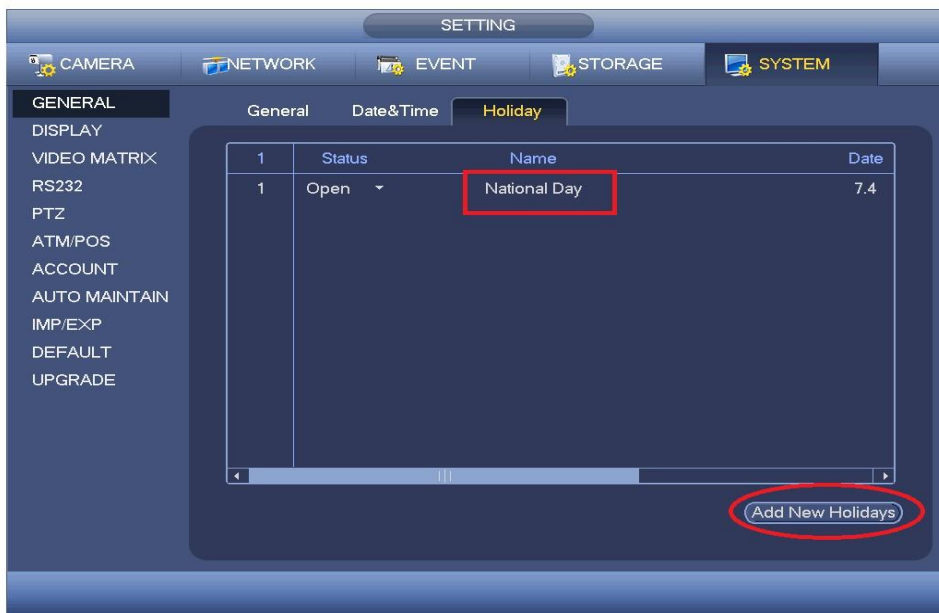 SETTING
CAMERA NETWORK EVENT STORAGE SYSTEM
GENERAL
DISPLAY
VIDEO MATRIX
RS232
PTZ
ATM/POS
ACCOUNT
AUTO MAINTAIN
IMP/EXP
DEFAULT
UPGRADE
General Date&Time Holiday
1 Status Name Date
1 Open National Day 7.4
Add New Holidays